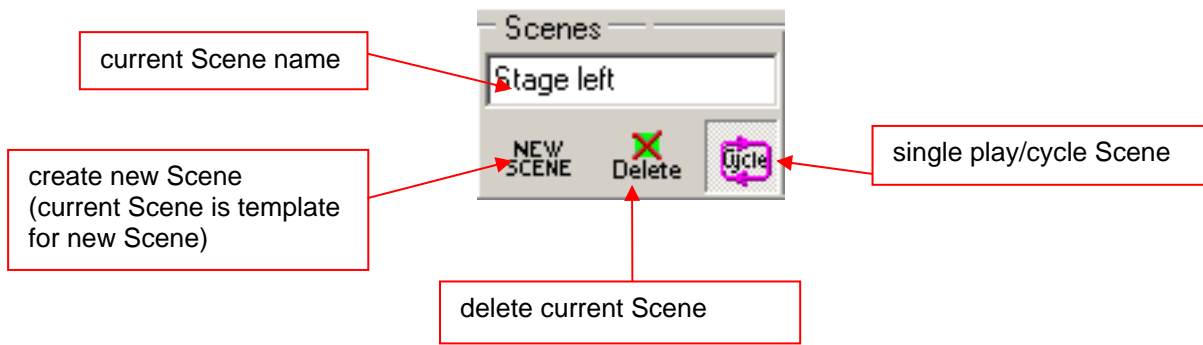 Scenes
current Scene name
Stage left
NEW
SCENE
Delete
Cycle
single play/cycle Scene
create new Scene
(current Scene is template
for new Scene)
delete current Scene